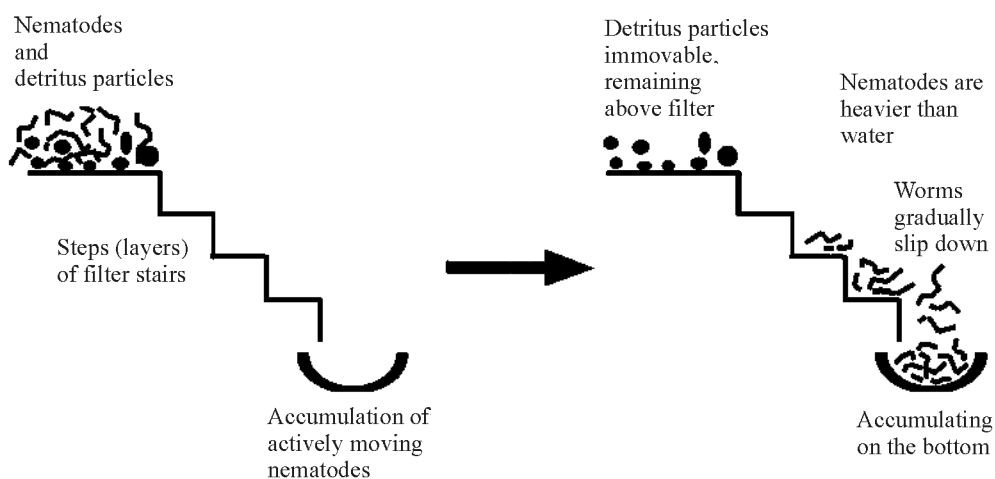 Nematodes
and
detritus particles
Steps (layers)
of filter stairs
Accumulation of
actively moving
nematodes
Detritus particles
immovable,
remaining
above filter
Nematodes are
heavier than
water
Worms
gradually
slip down
Accumulating
on the bottom